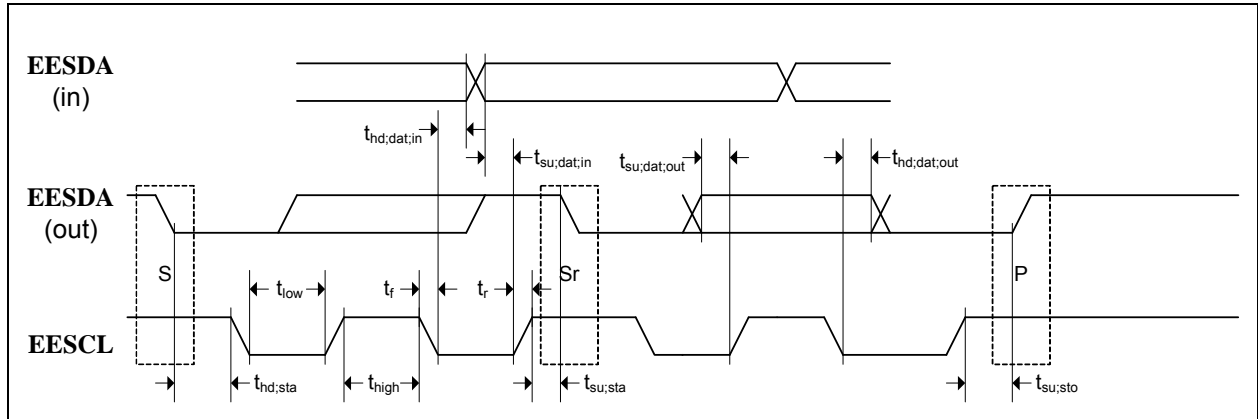 EESDA
(in)
t_hd;dat;in
t_su;dat;in
t_su;dat;out
t_hd;dat;out
EESDA
(out)
S
t_low
t_f
t_r
Sr
P
EESCL
t_hd;sta
t_high
t_su;sta
t_su;sto